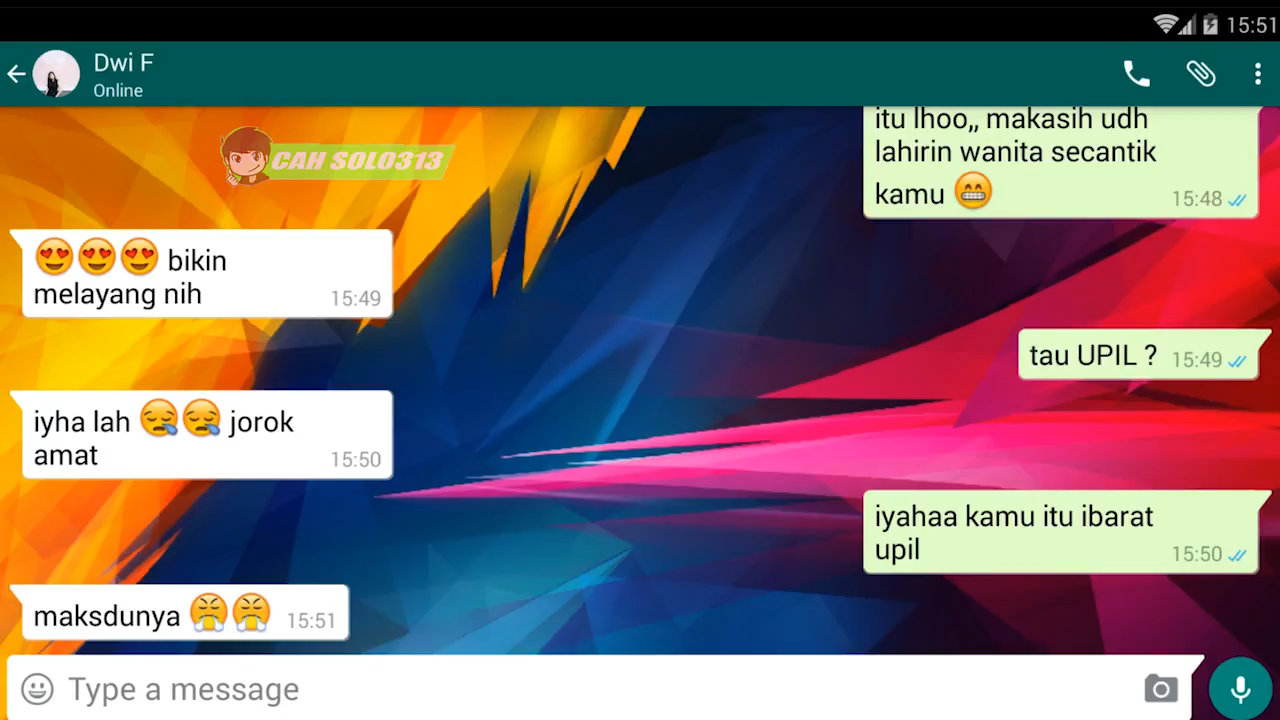 15:51
Dwi F
Online
CAH SOLO313
itu lhoo,, makasih udh
lahirin wanita secantik
kamu 😁 15:48
😍😍😍 bikin
melayang nih 15:49
tau UPIL ? 15:49
iyha lah 😪😪 jorok
amat 15:50
iyahaa kamu itu ibarat
upil 15:50
maksdunya 😤😤 15:51
Type a message